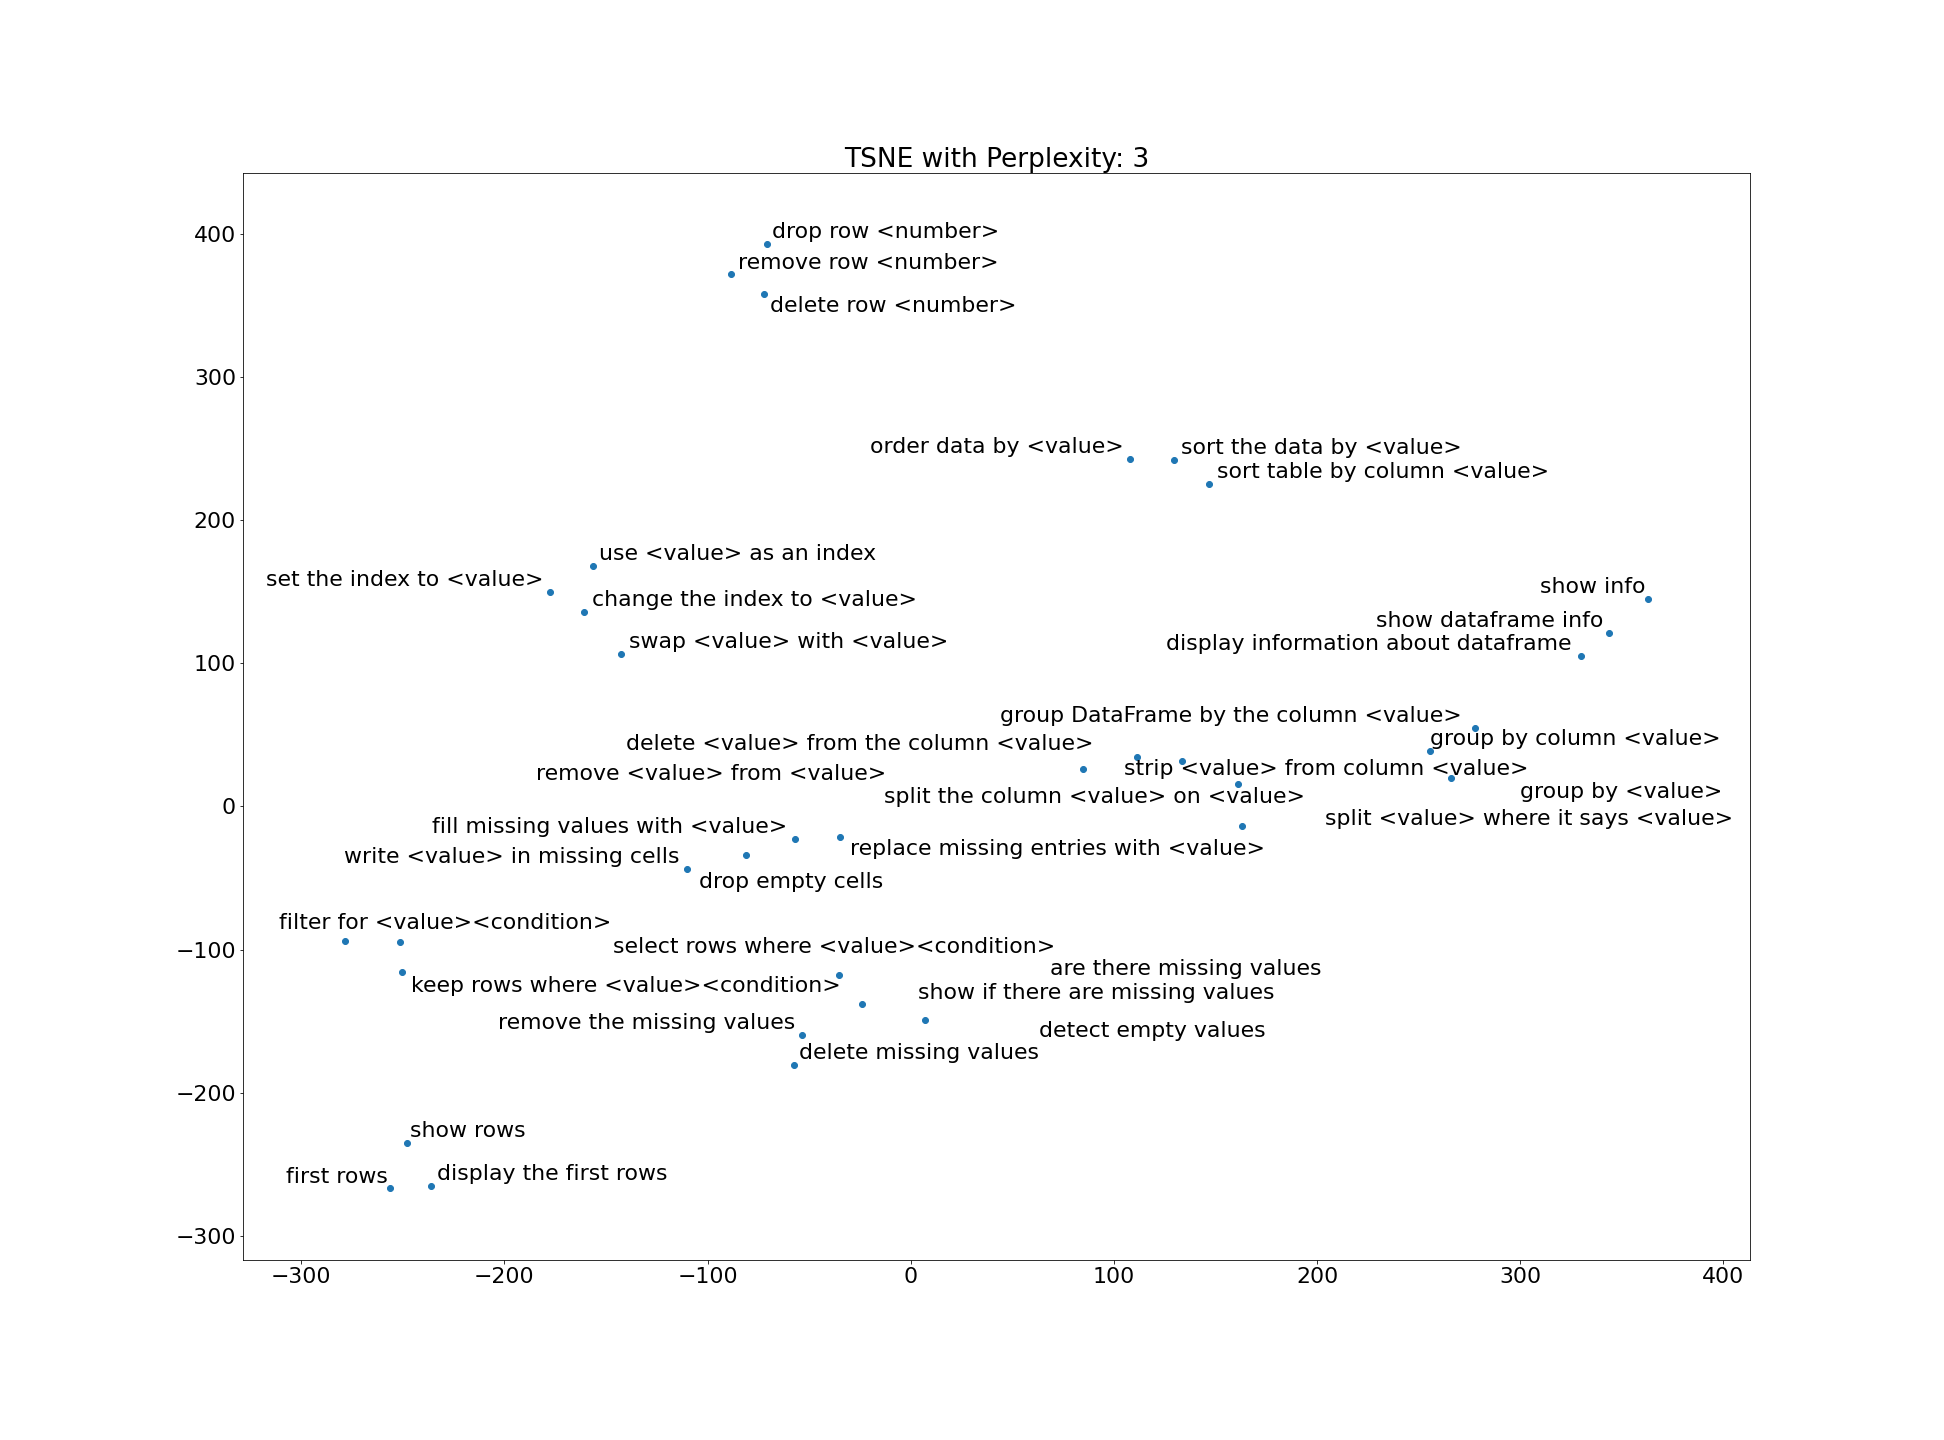 TSNE with Perplexity: 3
400
300
200
100
0
−100
−200
−300
drop row <number>
remove row <number>
delete row <number>
order data by <value>
sort the data by <value>
sort table by column <value>
use <value> as an index
set the index to <value>
change the index to <value>
swap <value> with <value>
show info
show dataframe info
display information about dataframe
group DataFrame by the column <value>
group by column <value>
delete <value> from the column <value>
strip <value> from column <value>
remove <value> from <value>
group by <value>
split the column <value> on <value>
split <value> where it says <value>
fill missing values with <value>
replace missing entries with <value>
write <value> in missing cells
drop empty cells
filter for <value><condition>
select rows where <value><condition>
are there missing values
keep rows where <value><condition>
show if there are missing values
remove the missing values
detect empty values
delete missing values
show rows
first rows
display the first rows
−300
−200
−100
0
100
200
300
400